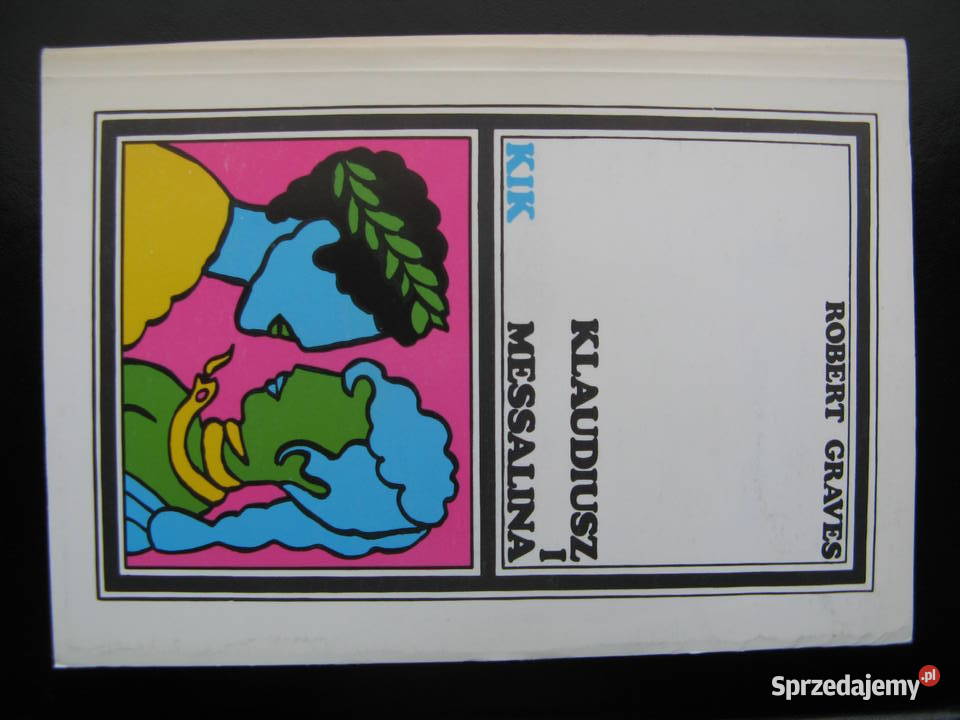 ROBERT GRAVES
KLAUDIUSZ
I
MESSALINA
KIK
Sprzedajemy.pl